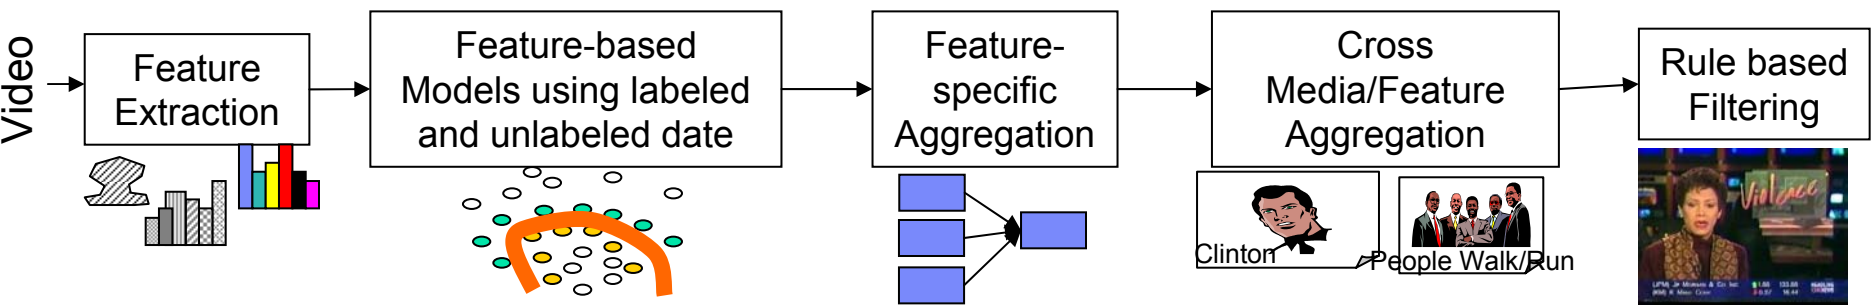 Video
Feature
Extraction
Feature-based
Models using labeled
and unlabeled date
Feature-
specific
Aggregation
Cross
Media/Feature
Aggregation
Rule based
Filtering
Clinton
People Walk/Run
Violence